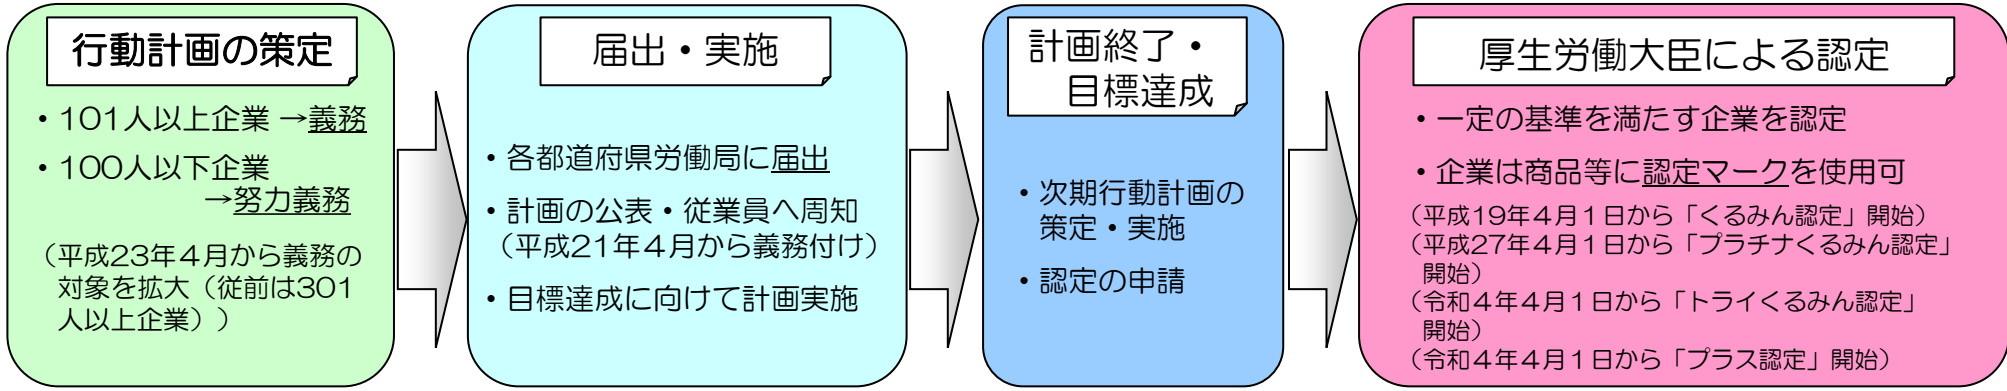 行動計画の策定
・101人以上企業 →義務
・100人以下企業
→努力義務
（平成23年４月から義務の
対象を拡大（従前は301
人以上企業））
届出・実施
・各都道府県労働局に届出
・計画の公表・従業員へ周知
（平成21年４月から義務付け）
・目標達成に向けて計画実施
計画終了・
目標達成
・次期行動計画の
策定・実施
・認定の申請
厚生労働大臣による認定
・一定の基準を満たす企業を認定
・企業は商品等に認定マークを使用可
（平成19年４月１日から「くるみん認定」開始）
（平成27年４月１日から「プラチナくるみん認定」
開始）
（令和４年４月１日から「トライくるみん認定」
開始）
（令和４年４月１日から「プラス認定」開始）